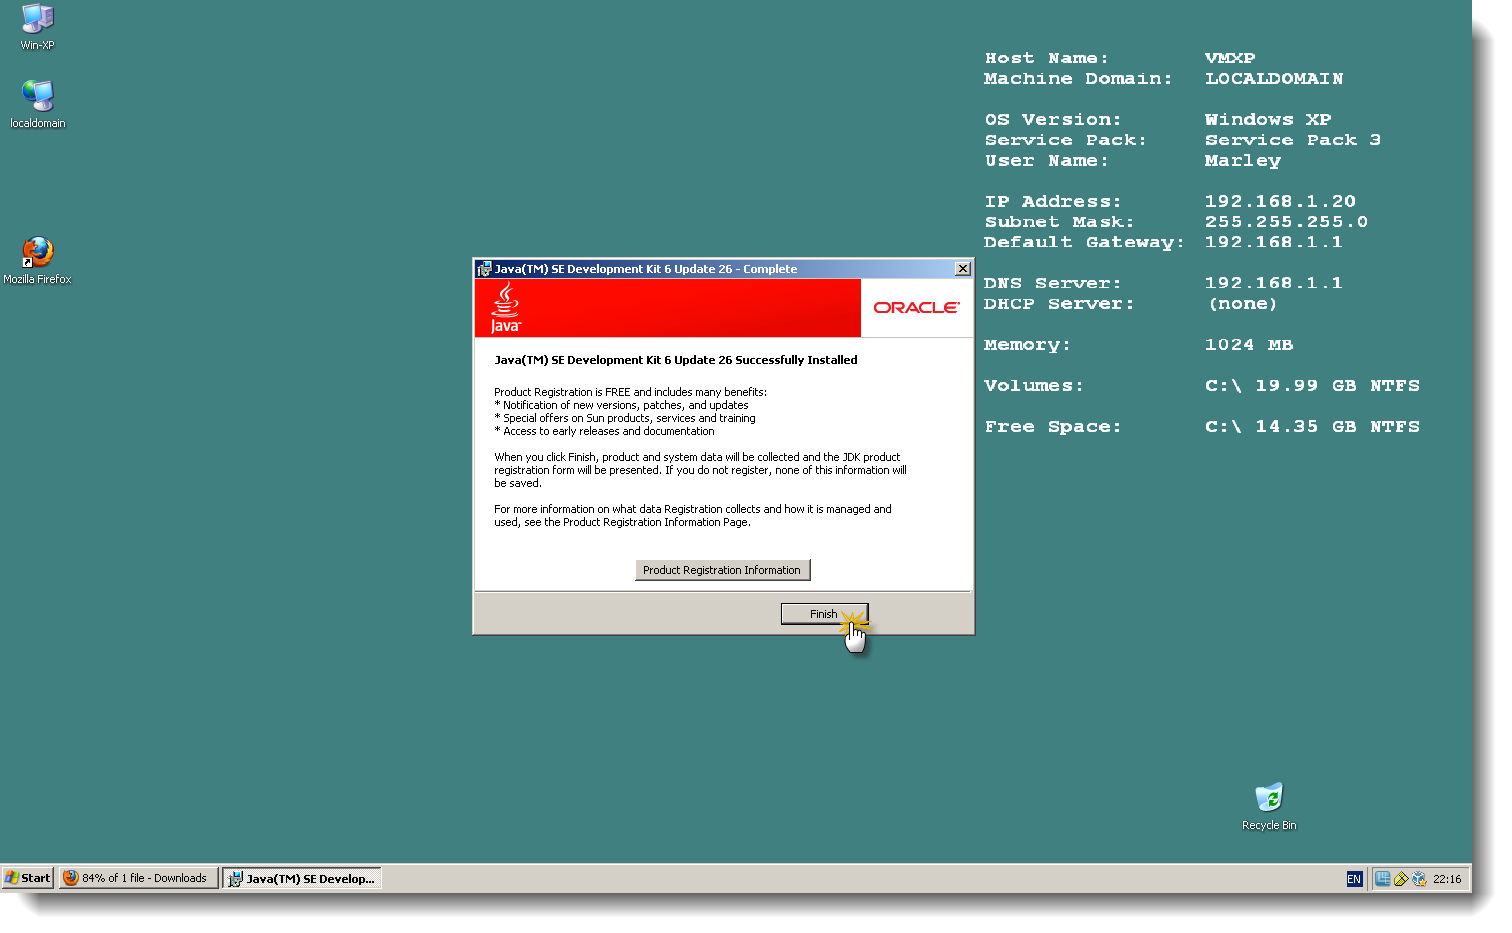 Win-XP
localdomain
Mozilla Firefox
Host Name: VMXP
Machine Domain: LOCALDOMAIN
OS Version: Windows XP
Service Pack: Service Pack 3
User Name: Marley
IP Address: 192.168.1.20
Subnet Mask: 255.255.255.0
Default Gateway: 192.168.1.1
DNS Server: 192.168.1.1
DHCP Server: (none)
Memory: 1024 MB
Volumes: C:\ 19.99 GB NTFS
Free Space: C:\ 14.35 GB NTFS
Java(TM) SE Development Kit 6 Update 26 - Complete
Java
ORACLE
Java(TM) SE Development Kit 6 Update 26 Successfully Installed
Product Registration is FREE and includes many benefits:
* Notification of new versions, patches, and updates
* Special offers on Sun products, services and training
* Access to early releases and documentation
When you click Finish, product and system data will be collected and the JDK product
registration form will be presented. If you do not register, none of this information will
be saved.
For more information on what data Registration collects and how it is managed and
used, see the Product Registration Information Page.
Product Registration Information
Finish
Recycle Bin
Start
84% of 1 file - Downloads
Java(TM) SE Develop...
EN
22:16